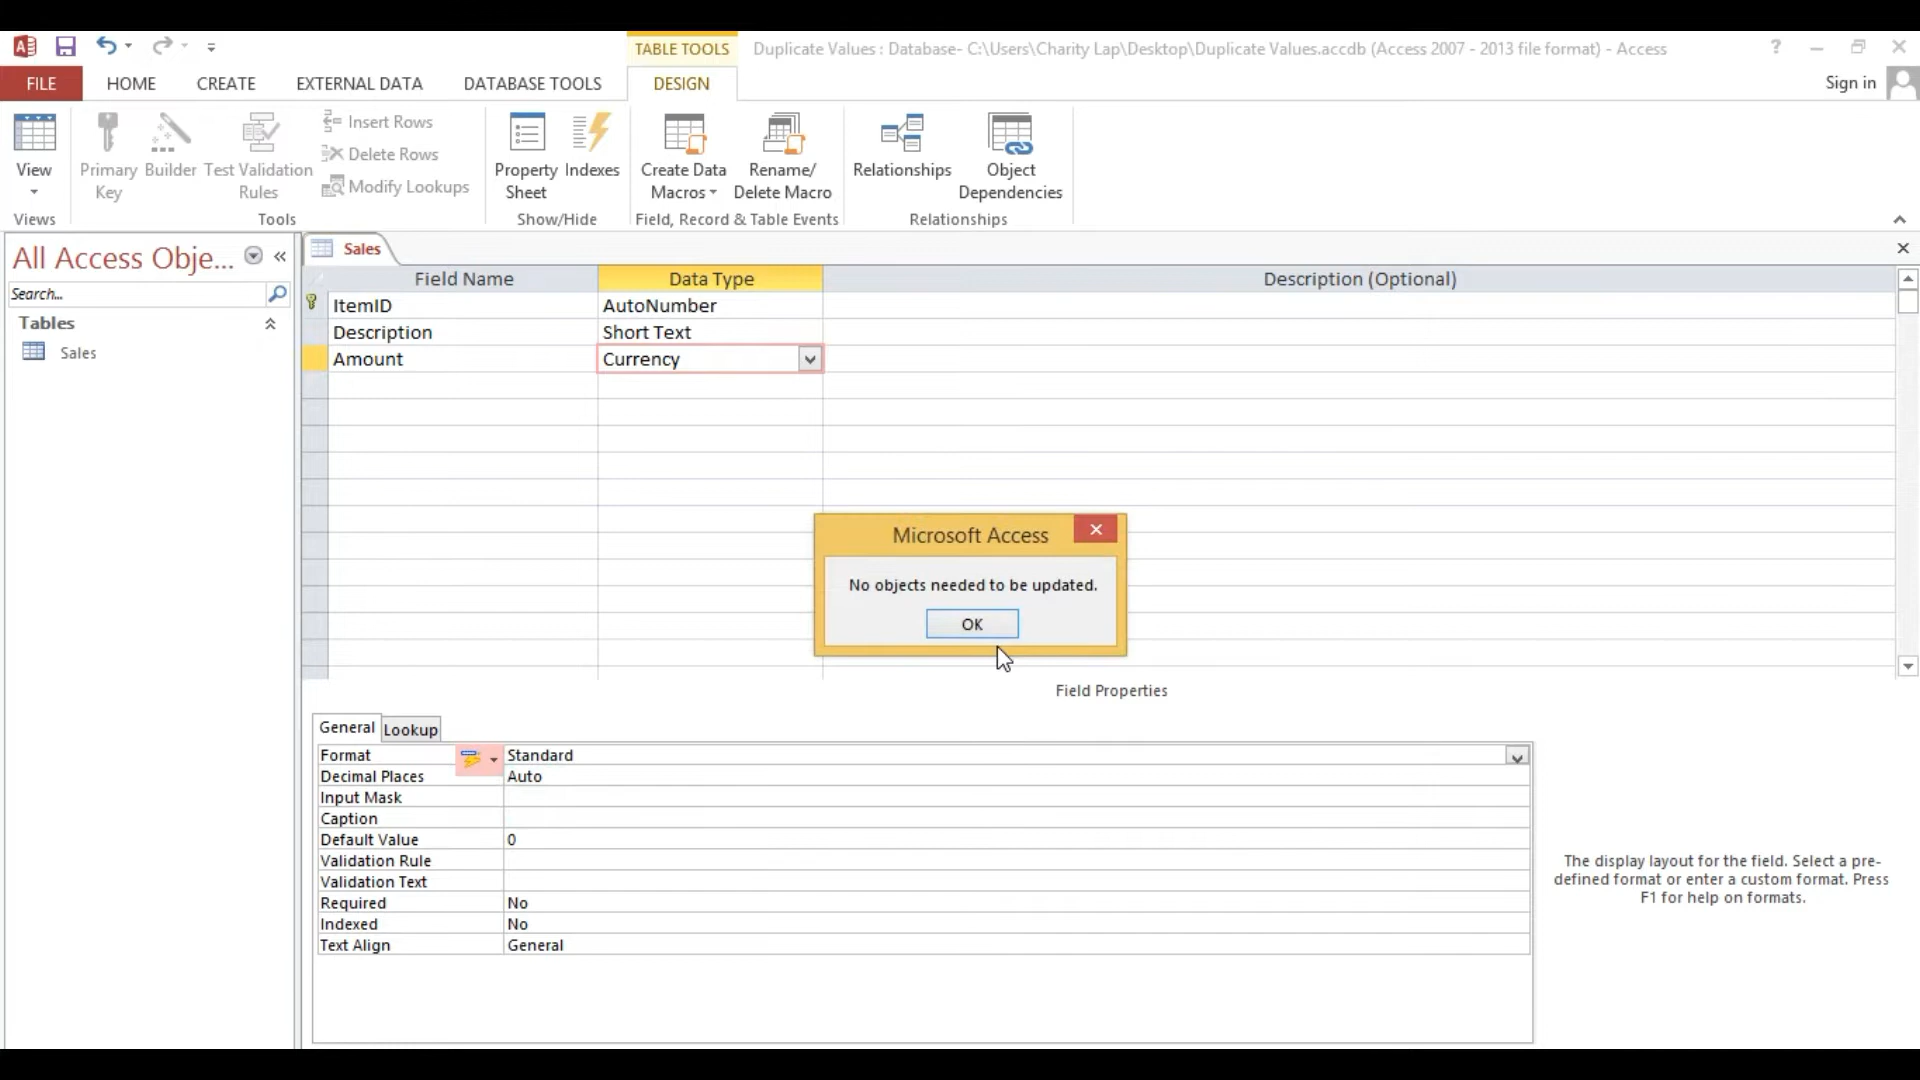 TABLE TOOLS
Duplicate Values : Database- C:\Users\Charity Lap\Desktop\Duplicate Values.accdb (Access 2007 - 2013 file format) - Access
?
FILE
HOME
CREATE
EXTERNAL DATA
DATABASE TOOLS
DESIGN
Sign in
View
Primary
Key
Builder
Test Validation
Rules
Insert Rows
Delete Rows
Modify Lookups
Property
Sheet
Indexes
Create Data
Macros
Rename/
Delete Macro
Relationships
Object
Dependencies
Views
Tools
Show/Hide
Field, Record & Table Events
Relationships
All Access Obje...
Search...
Tables
Sales
Sales
Field Name
Data Type
Description (Optional)
ItemID
AutoNumber
Description
Short Text
Amount
Currency
Microsoft Access
No objects needed to be updated.
OK
Field Properties
General
Lookup
Format
Standard
Decimal Places
Auto
Input Mask
Caption
Default Value
0
Validation Rule
Validation Text
Required
No
Indexed
No
Text Align
General
The display layout for the field. Select a pre-
defined format or enter a custom format. Press
F1 for help on formats.